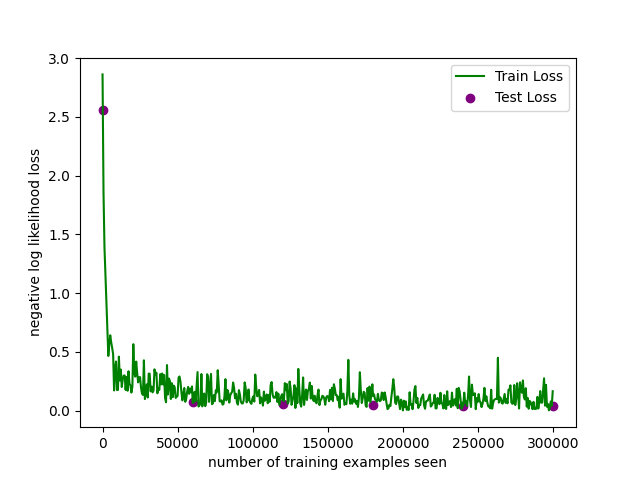 3.0
2.5
2.0
1.5
1.0
0.5
0.0
negative log likelihood loss
Train Loss
Test Loss
0 50000 100000 150000 200000 250000 300000
number of training examples seen